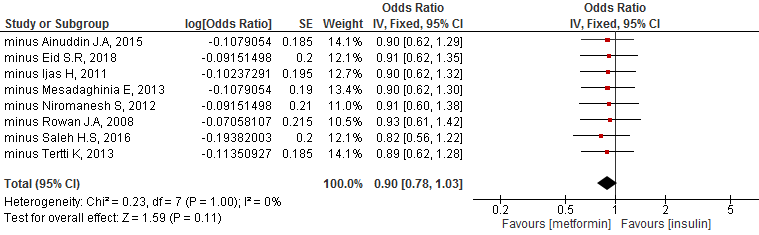 Odds Ratio Odds Ratio
Study or Subgroup log[Odds Ratio] SE Weight IV, Fixed, 95% CI IV, Fixed, 95% CI
minus Ainuddin J.A, 2015 -0.1079054 0.185 14.1% 0.90 [0.62, 1.29]
minus Eid S.R, 2018 -0.09151498 0.2 12.1% 0.91 [0.62, 1.35]
minus Ijas H, 2011 -0.10237291 0.195 12.7% 0.90 [0.62, 1.32]
minus Mesadaghinia E, 2013 -0.1079054 0.19 13.4% 0.90 [0.62, 1.30]
minus Niromanesh S, 2012 -0.09151498 0.21 11.0% 0.91 [0.60, 1.38]
minus Rowan J.A, 2008 -0.07058107 0.215 10.5% 0.93 [0.61, 1.42]
minus Saleh H.S, 2016 -0.19382003 0.2 12.1% 0.82 [0.56, 1.22]
minus Tertti K, 2013 -0.11350927 0.185 14.1% 0.89 [0.62, 1.28]
Total (95% CI) 100.0% 0.90 [0.78, 1.03]
Heterogeneity: Chi² = 0.23, df = 7 (P = 1.00); I² = 0%
Test for overall effect: Z = 1.59 (P = 0.11)
0.2 0.5 1 2 5
Favours [metformin] Favours [insulin]